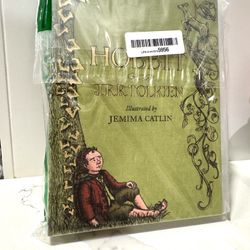 HOBBIT
J.R.R. TOLKIEN
Illustrated by
JEMIMA CATLIN